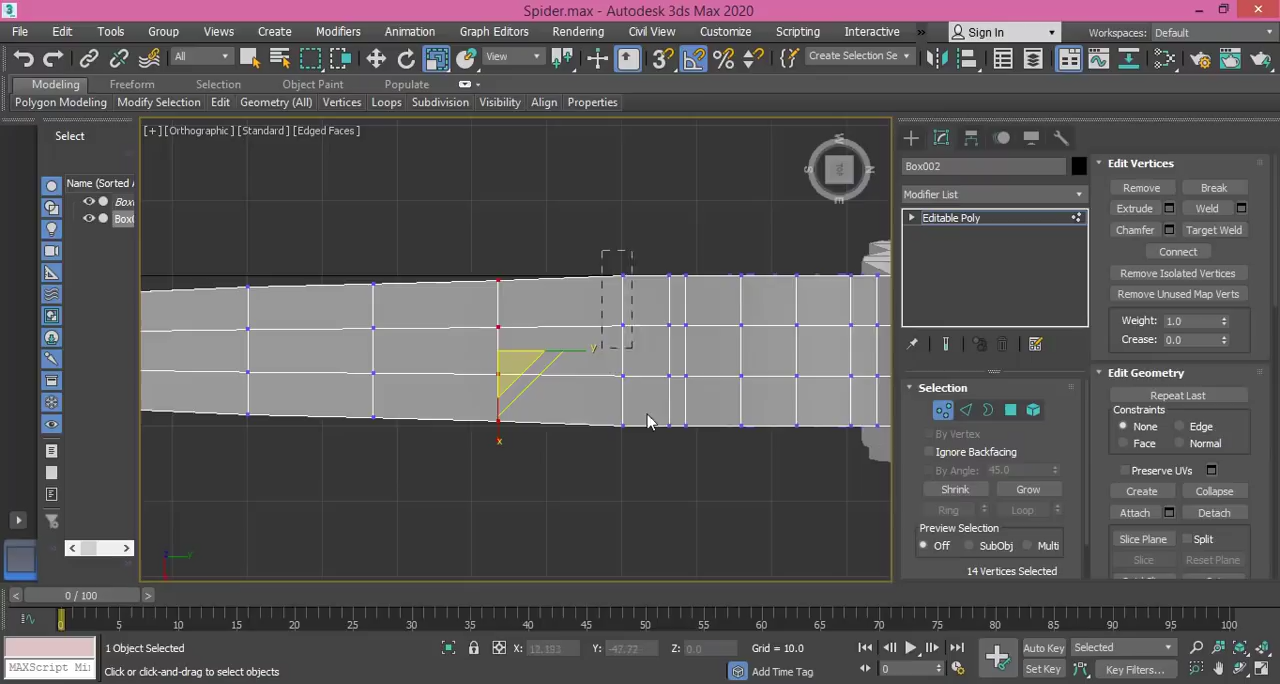 Spider.max - Autodesk 3ds Max 2020
File Edit Tools Group Views Create Modifiers Animation Graph Editors Rendering Civil View Customize Scripting Interactive Sign In Workspaces: Default
All View Create Selection Se
Modeling Freeform Selection Object Paint Populate
Polygon Modeling Modify Selection Edit Geometry (All) Vertices Loops Subdivision Visibility Align Properties
Select
Name (Sorted A
Box
Box0
[+] [Orthographic ] [Standard ] [Edged Faces ]
W
S N
E
y
x
z y
Box002
Modifier List
Editable Poly
Selection
By Vertex
Ignore Backfacing
By Angle: 45.0
Shrink Grow
Ring Loop
Preview Selection
Off SubObj Multi
14 Vertices Selected
Edit Vertices
Remove Break
Extrude Weld
Chamfer Target Weld
Connect
Remove Isolated Vertices
Remove Unused Map Verts
Weight: 1.0
Crease: 0.0
Edit Geometry
Repeat Last
Constraints
None Edge
Face Normal
Preserve UVs
Create Collapse
Attach Detach
Slice Plane Split
Slice Reset Plane
0 / 100
0 5 10 15 20 25 30 35 40 45 50 55 60 65 70 75 80 85 90 95 100
1 Object Selected
X: 12.193 Y: -47.72 Z: 0.0 Grid = 10.0
Auto Key Selected
MAXScript Mi
Click or click-and-drag to select objects
Add Time Tag
0
Set Key Key Filters...